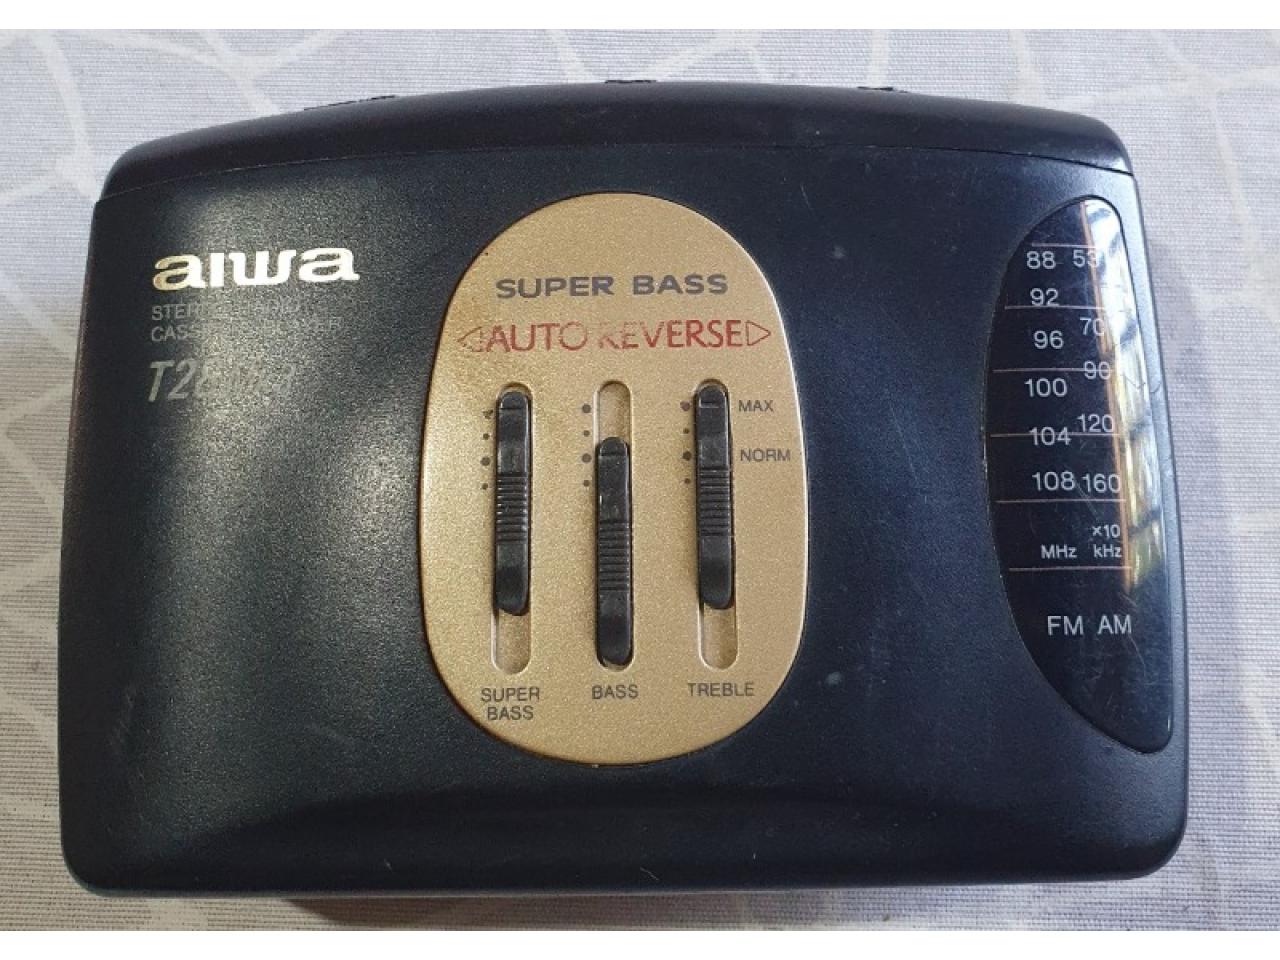 aiwa
SUPER BASS
AUTO REVERSE
MAX
NORM
SUPER
BASS
BASS
TREBLE
88 53
92
70
96
90
100
120
104
108 160
×10
MHz kHz
FM AM